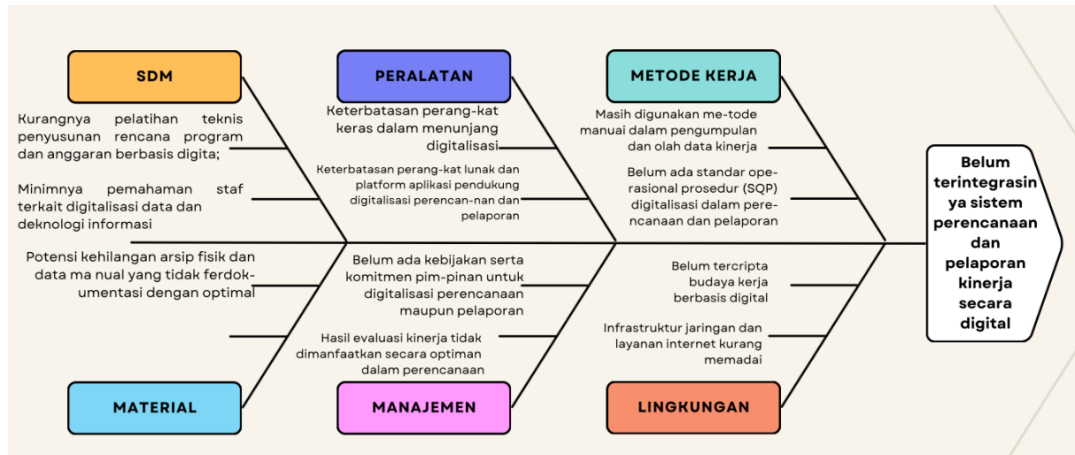 SDM
Kurangnya pelatihan teknis
penyusunan rencana program
dan anggaran berbasis digita;
Minimnya pemahaman staf
terkait digitalisasi data dan
deknologi informasi
PERALATAN
Keterbatasan perang-kat
keras dalam menunjang
digitalisasi
Keterbatasan perang-kat lunak dan
platform aplikasi pendukung
digitalisasi perencan-nan dan
pelaporan
METODE KERJA
Masih digunakan me-tode
manuai dalam pengumpulan
dan olah data kinerja
Belum ada standar ope-
rasional prosedur (SQP)
digitalisasi dalam pere-
ncanaan dan pelaporan
Belum
terintegrasin
ya sistem
perencanaan
dan
pelaporan
kinerja
secara
digital
Potensi kehilangan arsip fisik dan
data ma nual yang tidak ferdok-
umentasi dengan optimal
MATERIAL
Belum ada kebijakan serta
komitmen pim-pinan untuk
digitalisasi perencanaan
maupun pelaporan
Hasil evaluasi kinerja tidak
dimanfaatkan secara optiman
dalam perencanaan
MANAJEMEN
Belum tercripta
budaya kerja
berbasis digital
Infrastruktur jaringan dan
layanan internet kurang
memadai
LINGKUNGAN